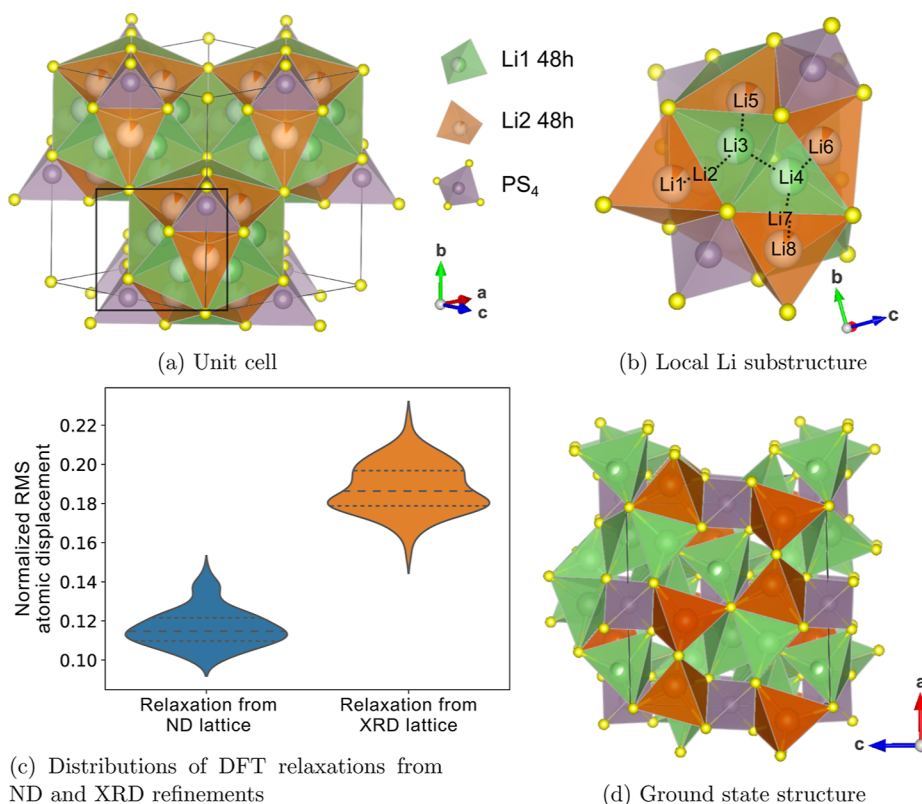 Li1 48h
Li2 48h
PS4
b
a
c
(a) Unit cell
Li5
Li3
Li6
Li1
Li2
Li4
Li7
Li8
b
c
(b) Local Li substructure
Normalized RMS
atomic displacement
0.22
0.20
0.18
0.16
0.14
0.12
0.10
Relaxation from
ND lattice
Relaxation from
XRD lattice
(c) Distributions of DFT relaxations from
ND and XRD refinements
a
c
(d) Ground state structure